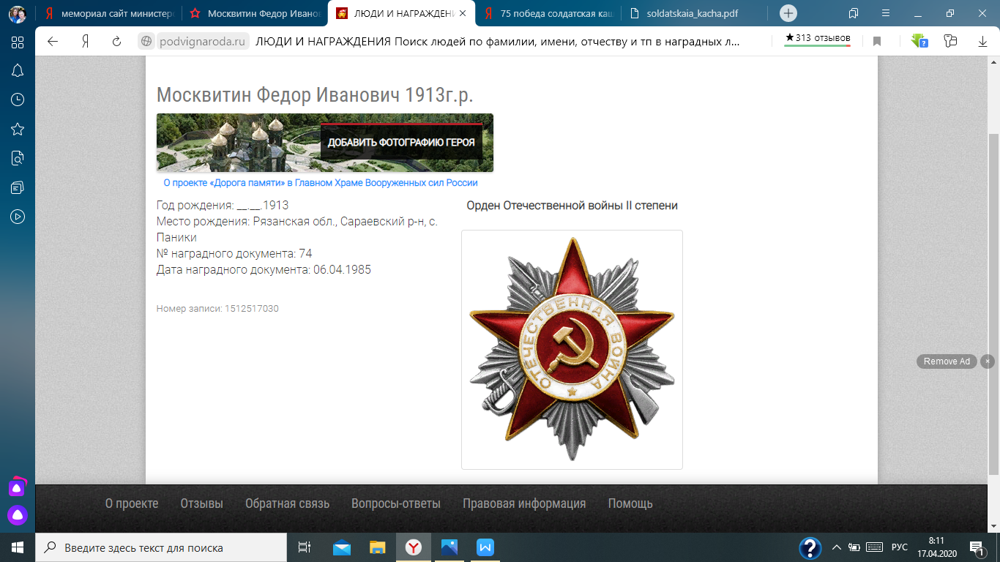 мемориал сайт министер
Москвитин Федор Иванов
ЛЮДИ И НАГРАЖДЕНИ
75 победа солдатская каш
soldatskaia_kacha.pdf
podvignaroda.ru
ЛЮДИ И НАГРАЖДЕНИЯ Поиск людей по фамилии, имени, отчеству и тп в наградных л...
★313 отзывов
Москвитин Федор Иванович 1913г.р.
ДОБАВИТЬ ФОТОГРАФИЮ ГЕРОЯ
О проекте «Дорога памяти» в Главном Храме Вооруженных сил России
Год рождения: __.__.1913
Место рождения: Рязанская обл., Сараевский р-н, с.
Паники
№ наградного документа: 74
Дата наградного документа: 06.04.1985
Номер записи: 1512517030
Орден Отечественной войны II степени
ОТЕЧЕСТВЕННАЯ ВОЙНА
Remove Ad
О проекте
Отзывы
Обратная связь
Вопросы-ответы
Правовая информация
Помощь
Введите здесь текст для поиска
РУС
8:11
17.04.2020
1